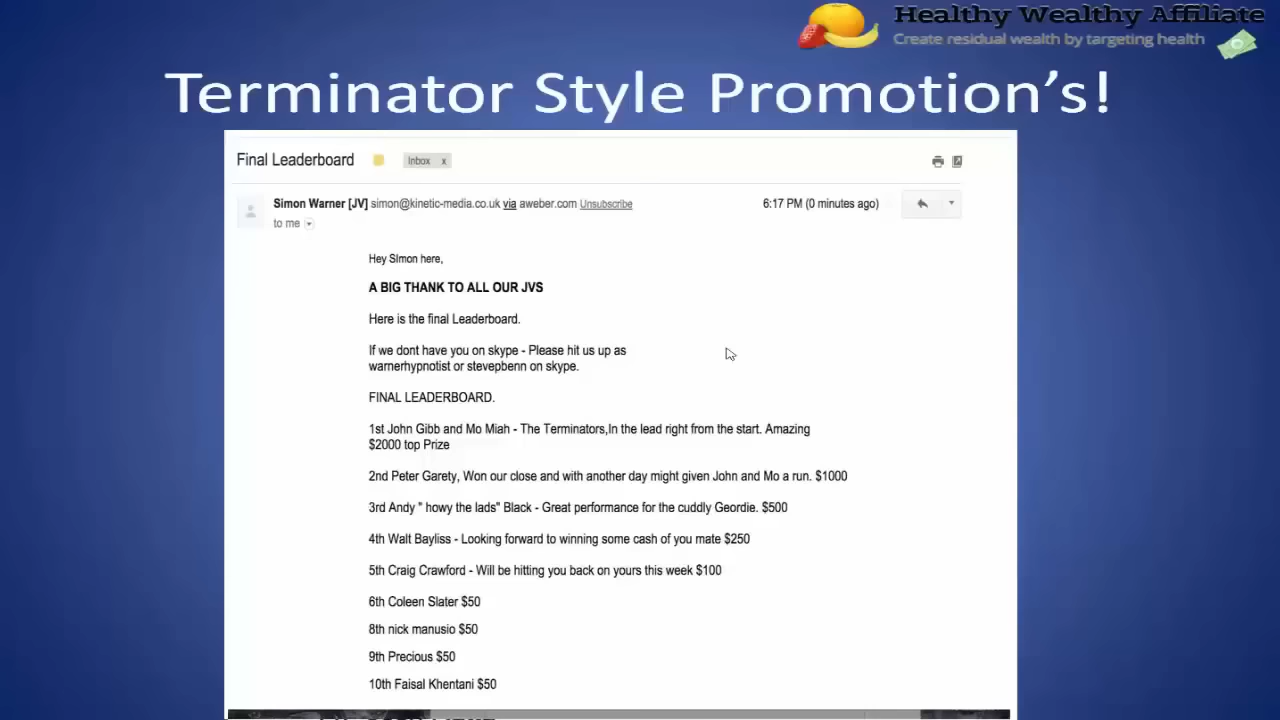 Healthy Wealthy Affiliate
Create residual wealth by targeting health
Terminator Style Promotion's!
Final Leaderboard
Inbox x
Simon Warner [JV] simon@kinetic-media.co.uk via aweber.com Unsubscribe
6:17 PM (0 minutes ago)
to me
Hey SImon here,
A BIG THANK TO ALL OUR JVS
Here is the final Leaderboard.
If we dont have you on skype - Please hit us up as
warnerhypnotist or stevepbenn on skype.
FINAL LEADERBOARD.
1st John Gibb and Mo Miah - The Terminators,In the lead right from the start. Amazing
$2000 top Prize
2nd Peter Garety, Won our close and with another day might given John and Mo a run. $1000
3rd Andy " howy the lads" Black - Great performance for the cuddly Geordie. $500
4th Walt Bayliss - Looking forward to winning some cash of you mate $250
5th Craig Crawford - Will be hitting you back on yours this week $100
6th Coleen Slater $50
8th nick manusio $50
9th Precious $50
10th Faisal Khentani $50